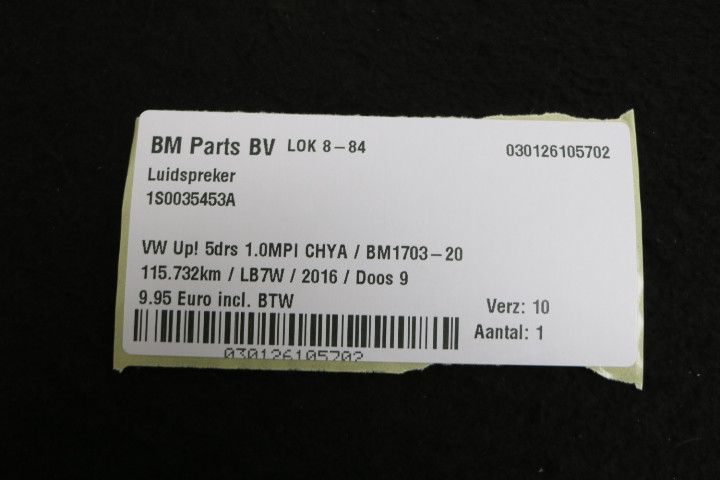 BM Parts BV LOK 8-84 030126105702
Luidspreker
1S0035453A
VW Up! 5drs 1.0MPI CHYA / BM1703-20
115.732km / LB7W / 2016 / Doos 9
9.95 Euro incl. BTW Verz: 10
Aantal: 1
030126105702